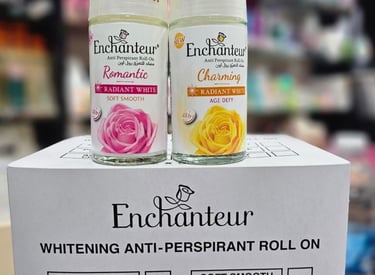 Enchanteur
Anti Perspirant Roll-On
Romantic
RADIANT WHITE
SOFT SMOOTH
Enchanteur
Anti Perspirant Roll-On
Charming
RADIANT WHITE
AGE DEFY
Enchanteur
WHITENING ANTI-PERSPIRANT ROLL ON
SOFT SMOOTH